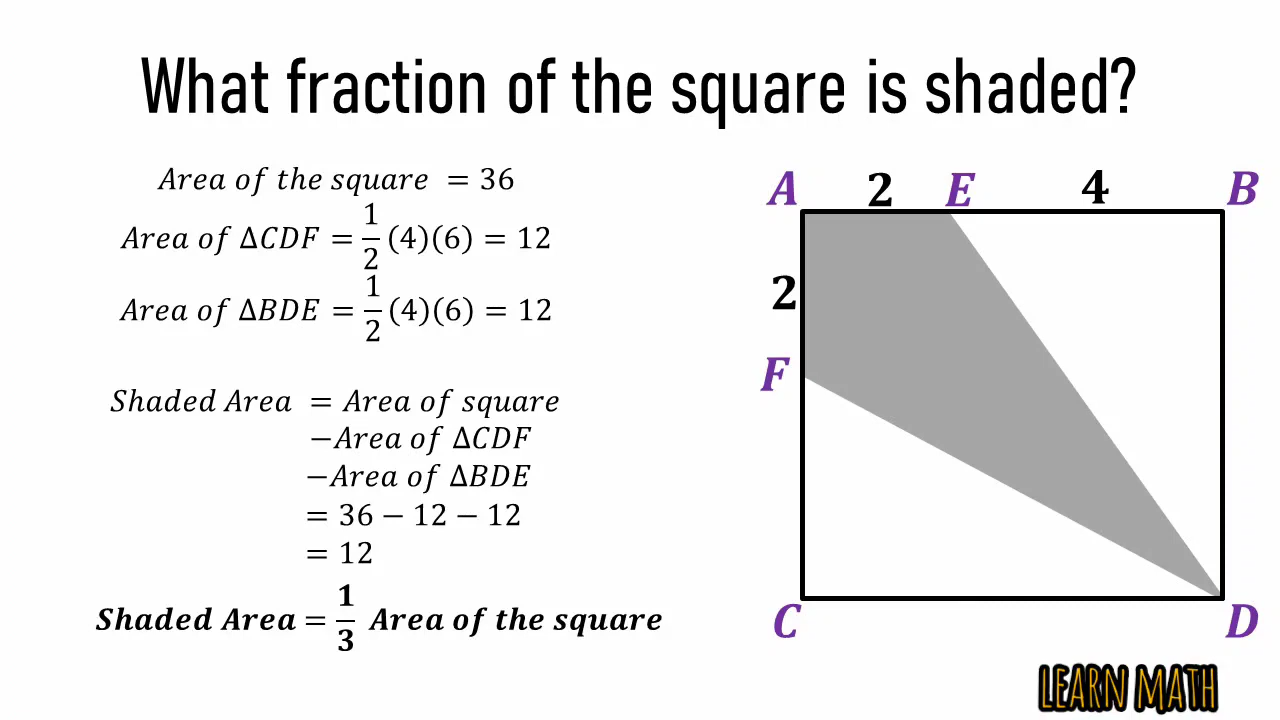 What fraction of the square is shaded?
Area of the square = 36
Area of ΔCDF = 1/2 (4)(6) = 12
Area of ΔBDE = 1/2 (4)(6) = 12
Shaded Area = Area of square
−Area of ΔCDF
−Area of ΔBDE
= 36 − 12 − 12
= 12
Shaded Area = 1/3 Area of the square
A 2 E 4 B
2
F
C D
LEARN MATH